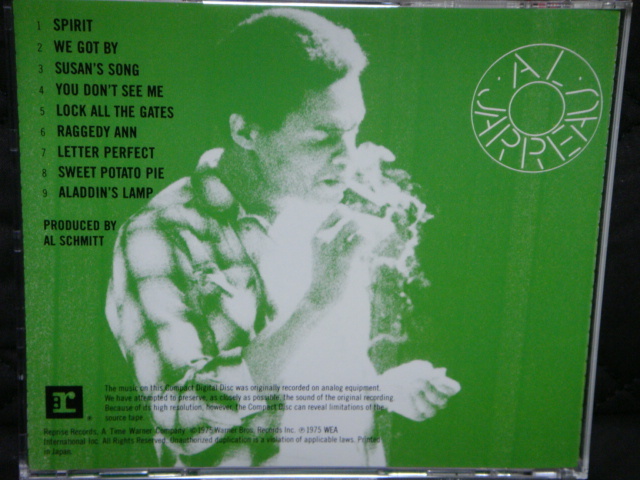 1 SPIRIT
2 WE GOT BY
3 SUSAN'S SONG
4 YOU DON'T SEE ME
5 LOCK ALL THE GATES
6 RAGGEDY ANN
7 LETTER PERFECT
8 SWEET POTATO PIE
9 ALADDIN'S LAMP
PRODUCED BY
AL SCHMITT
AL JARREAU
The music on this Compact Digital Disc was originally recorded on analog equipment.
We have attempted to preserve, as closely as possible, the sound of the original recording.
Because of its high resolution, however, the Compact Disc can reveal limitations of the
source tape.
Reprise Records, A Time Warner Company. ©1975 Warner Bros. Records Inc. ℗1975 WEA
International Inc. All Rights Reserved. Unauthorized duplication is a violation of applicable laws. Printed
in Japan.
r
®